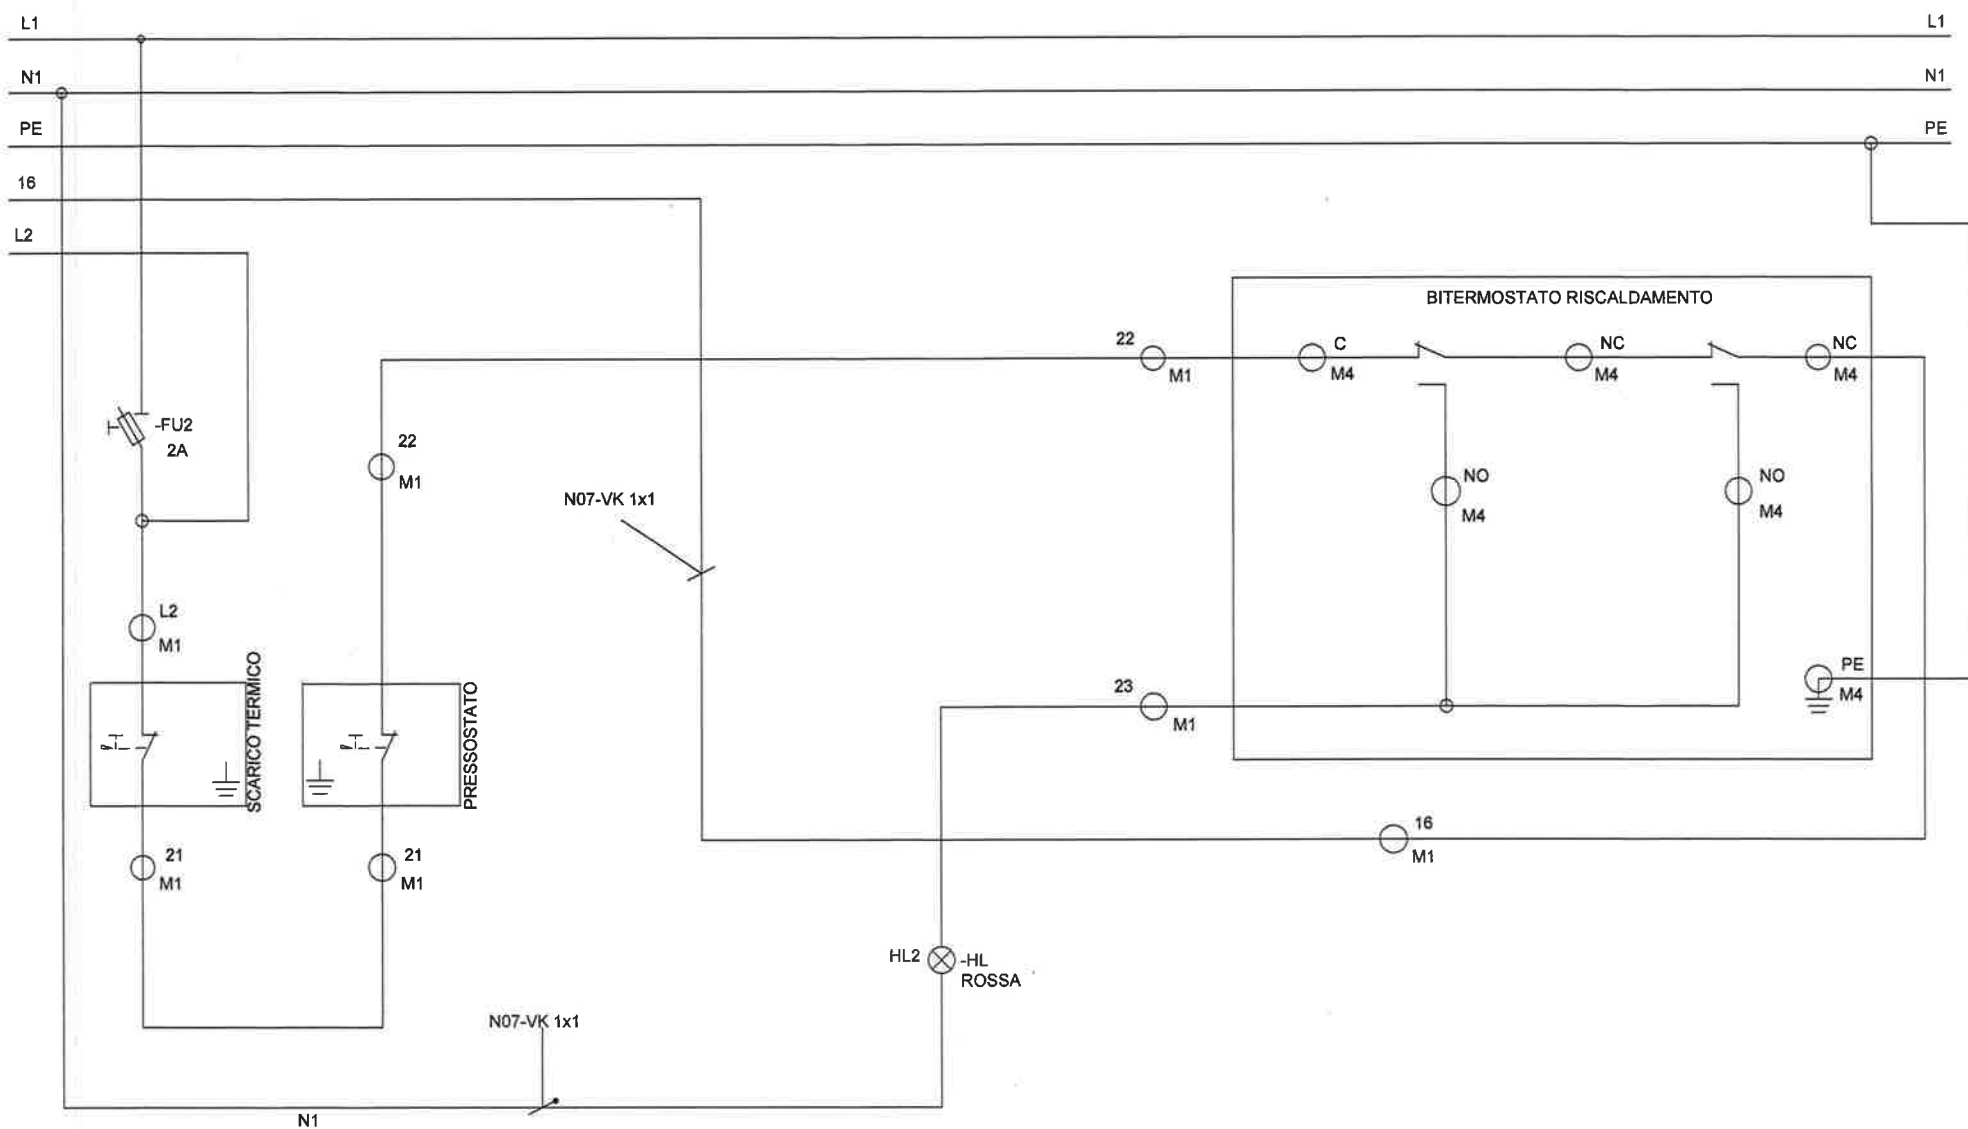 L1
L1
N1
N1
PE
PE
16
L2
BITERMOSTATO RISCALDAMENTO
22
M1
C
M4
NC
M4
NC
M4
-FU2
2A
22
M1
N07-VK 1x1
NO
M4
NO
M4
L2
M1
SCARICO TERMICO
PRESSOSTATO
23
M1
PE
M4
16
M1
21
M1
21
M1
HL2
-HL
ROSSA
N07-VK 1x1
N1